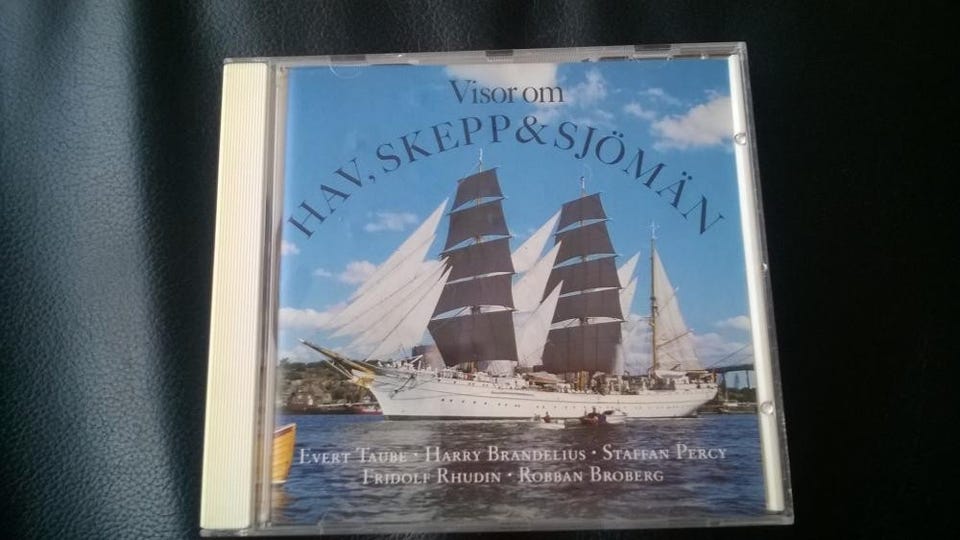 Visor om
HAV, SKEPP & SJÖMÄN
EVERT TAUBE · HARRY BRANDELIUS · STAFFAN PERCY
FRIDOLF RHUDIN · ROBBAN BROBERG